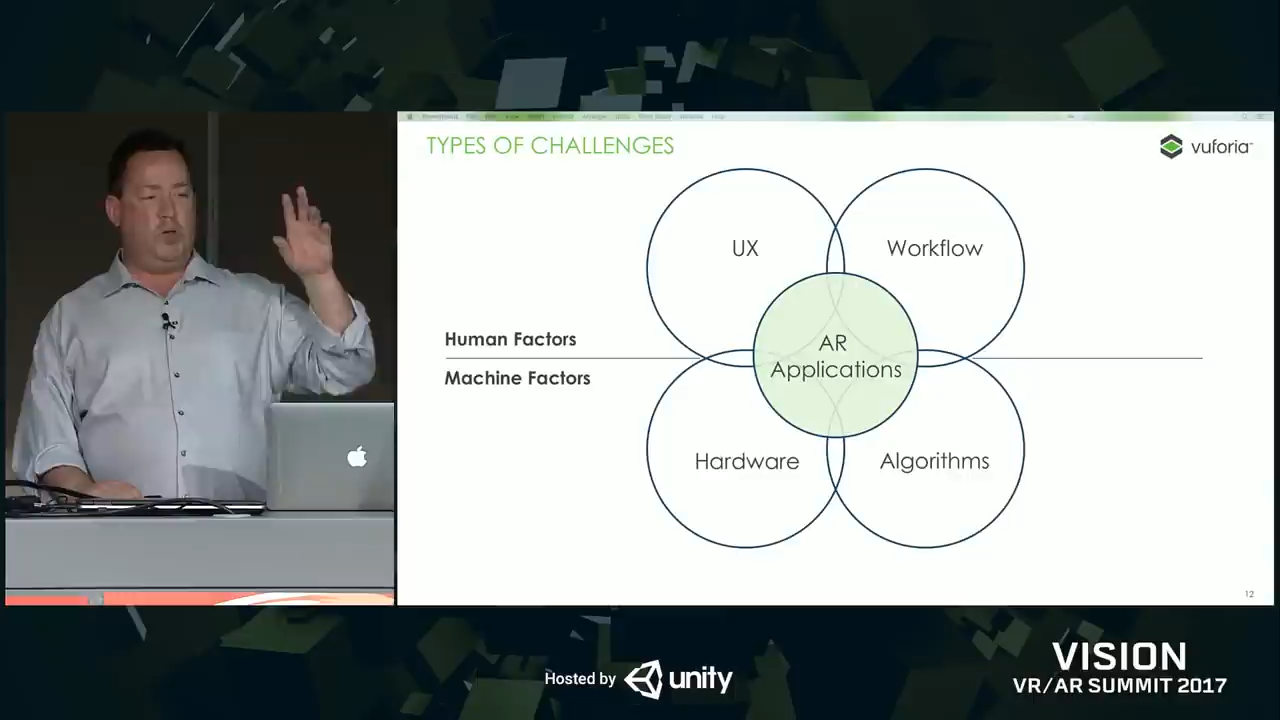 TYPES OF CHALLENGES
vuforia™
UX
Workflow
Human Factors
AR
Applications
Machine Factors
Hardware
Algorithms
12
Hosted by unity
VISION
VR/AR SUMMIT 2017